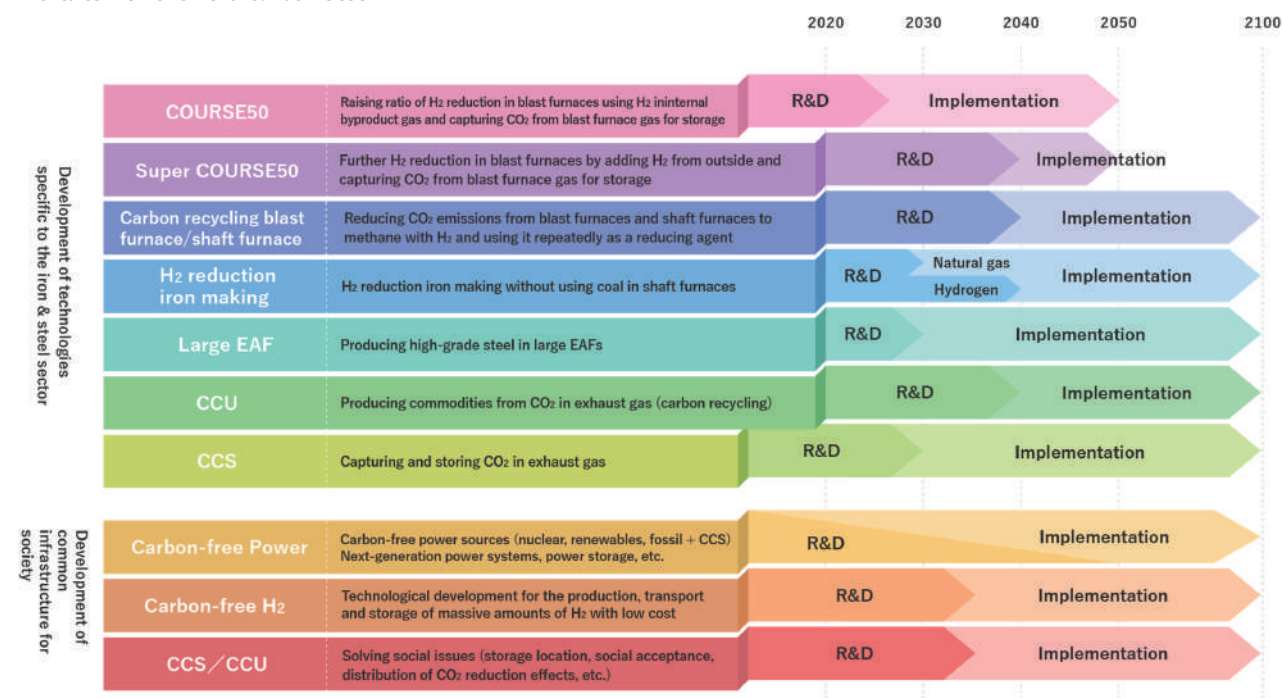 2020 2030 2040 2050 2100
Development of technologies
specific to the iron & steel sector
COURSE50
Raising ratio of H2 reduction in blast furnaces using H2 ininternal
byproduct gas and capturing CO2 from blast furnace gas for storage
R&D
Implementation
Super COURSE50
Further H2 reduction in blast furnaces by adding H2 from outside and
capturing CO2 from blast furnace gas for storage
R&D
Implementation
Carbon recycling blast
furnace/shaft furnace
Reducing CO2 emissions from blast furnaces and shaft furnaces to
methane with H2 and using it repeatedly as a reducing agent
R&D
Implementation
H2 reduction
iron making
H2 reduction iron making without using coal in shaft furnaces
R&D
Natural gas
Hydrogen
Implementation
Large EAF
Producing high-grade steel in large EAFs
R&D
Implementation
CCU
Producing commodities from CO2 in exhaust gas (carbon recycling)
R&D
Implementation
CCS
Capturing and storing CO2 in exhaust gas
R&D
Implementation
Development of
common
infrastructure for
society
Carbon-free Power
Carbon-free power sources (nuclear, renewables, fossil + CCS)
Next-generation power systems, power storage, etc.
R&D
Implementation
Carbon-free H2
Technological development for the production, transport
and storage of massive amounts of H2 with low cost
R&D
Implementation
CCS/CCU
Solving social issues (storage location, social acceptance,
distribution of CO2 reduction effects, etc.)
R&D
Implementation